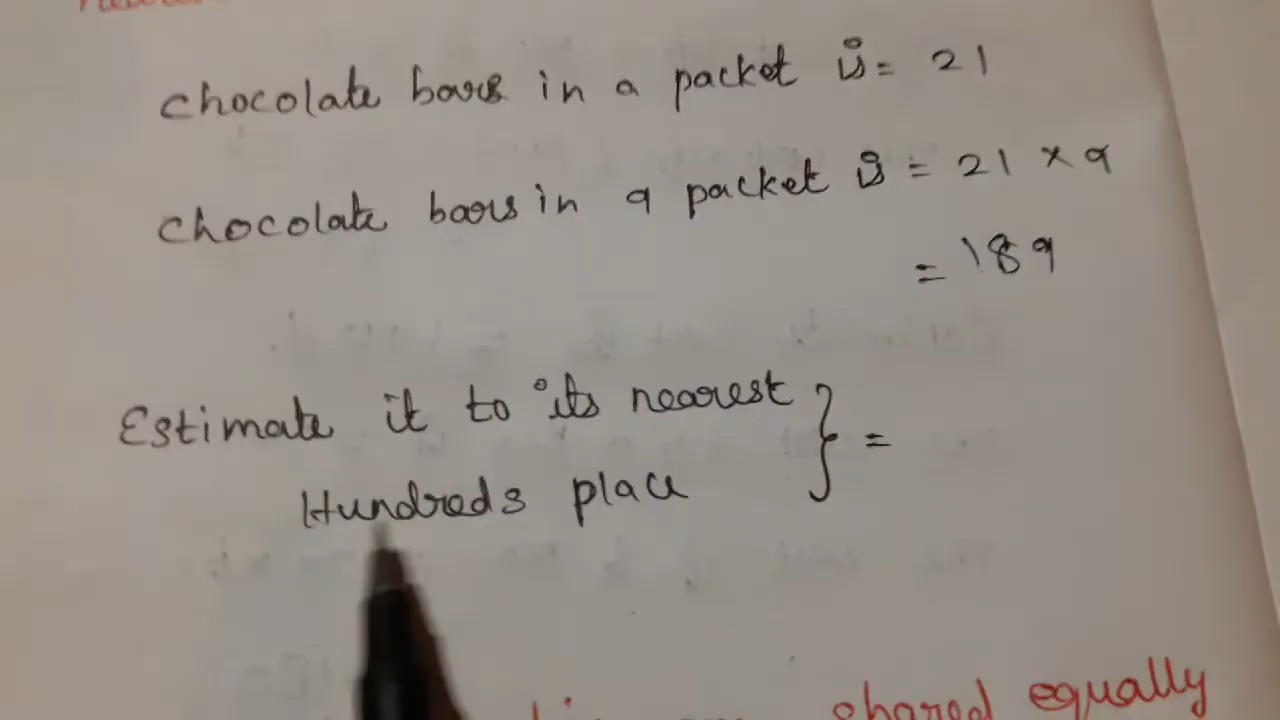 chocolate bars in a packet is = 21
chocolate bars in 9 packet is = 21 × 9
= 189
Estimate it to its nearest } =
Hundreds place
shared equally